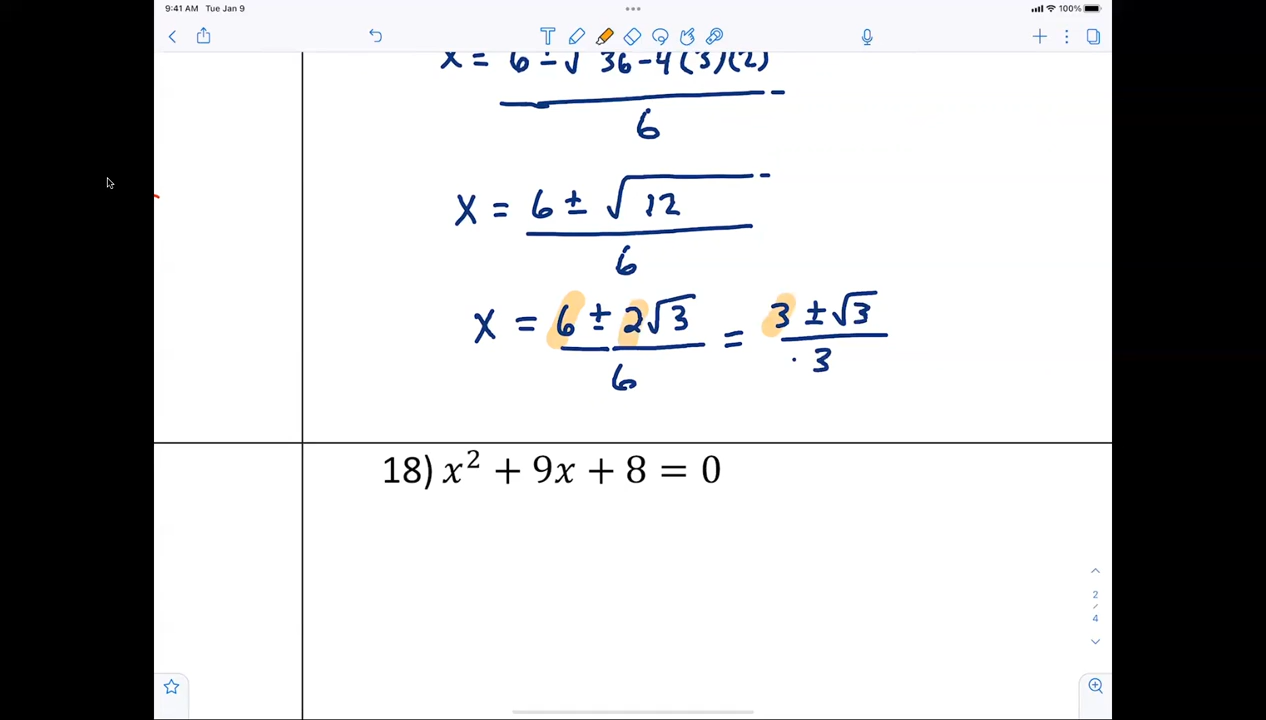 9:41 AM Tue Jan 9
100%
T
x = 6 ± √36-4(3)(2)
6
x = 6 ± √12
6
x = 6 ± 2√3 = 3 ± √3
6 · 3
18) x² + 9x + 8 = 0
2
/
4